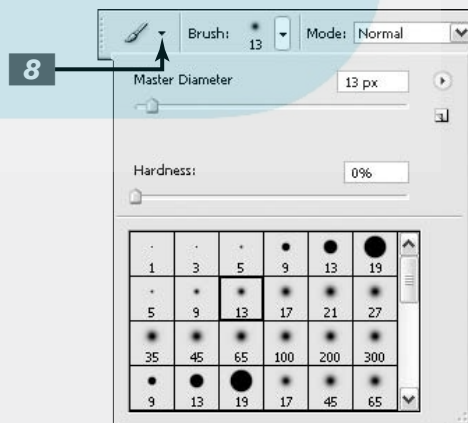 Brush: 13 Mode: Normal
8
Master Diameter 13 px
Hardness: 0%
1 3 5 9 13 19
5 9 13 17 21 27
35 45 65 100 200 300
9 13 19 17 45 65